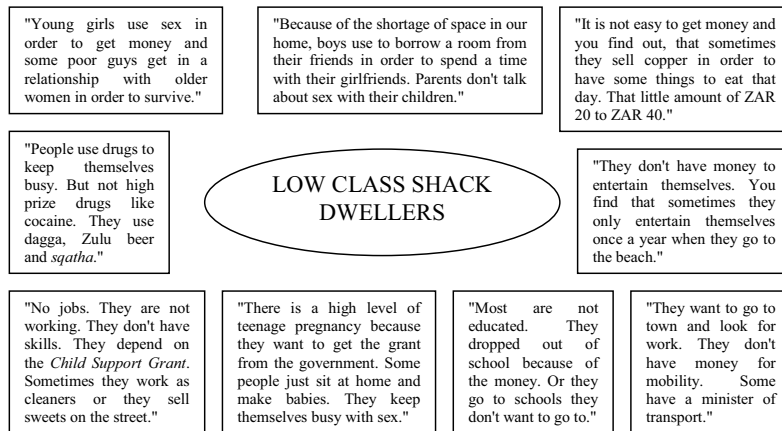 "Young girls use sex in
order to get money and
some poor guys get in a
relationship with older
women in order to survive."
"Because of the shortage of space in our
home, boys use to borrow a room from
their friends in order to spend a time
with their girlfriends. Parents don't talk
about sex with their children."
"It is not easy to get money and
you find out, that sometimes
they sell copper in order to
have some things to eat that
day. That little amount of ZAR
20 to ZAR 40."
"People use drugs to
keep themselves
busy. But not high
prize drugs like
cocaine. They use
dagga, Zulu beer
and sqatha."
LOW CLASS SHACK
DWELLERS
"They don't have money to
entertain themselves. You
find that sometimes they
only entertain themselves
once a year when they go to
the beach."
"No jobs. They are not
working. They don't have
skills. They depend on
the Child Support Grant.
Sometimes they work as
cleaners or they sell
sweets on the street."
"There is a high level of
teenage pregnancy because
they want to get the grant
from the government. Some
people just sit at home and
make babies. They keep
themselves busy with sex."
"Most are not
educated. They
dropped out of
school because of
the money. Or they
go to schools they
don't want to go to."
"They want to go to
town and look for
work. They don't
have money for
mobility. Some
have a minister of
transport."